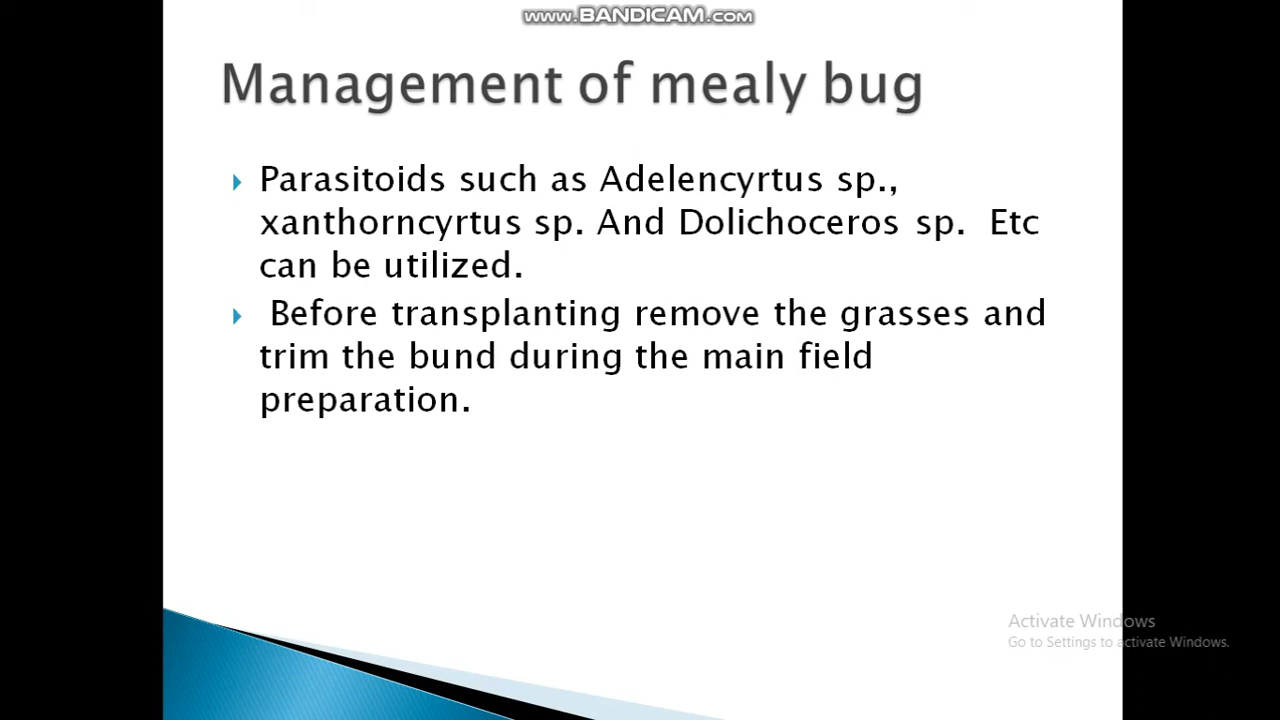 www.BANDICAM.com
Management of mealy bug
Parasitoids such as Adelencyrtus sp.,
xanthorncyrtus sp. And Dolichoceros sp. Etc
can be utilized.
Before transplanting remove the grasses and
trim the bund during the main field
preparation.
Activate Windows
Go to Settings to activate Windows.